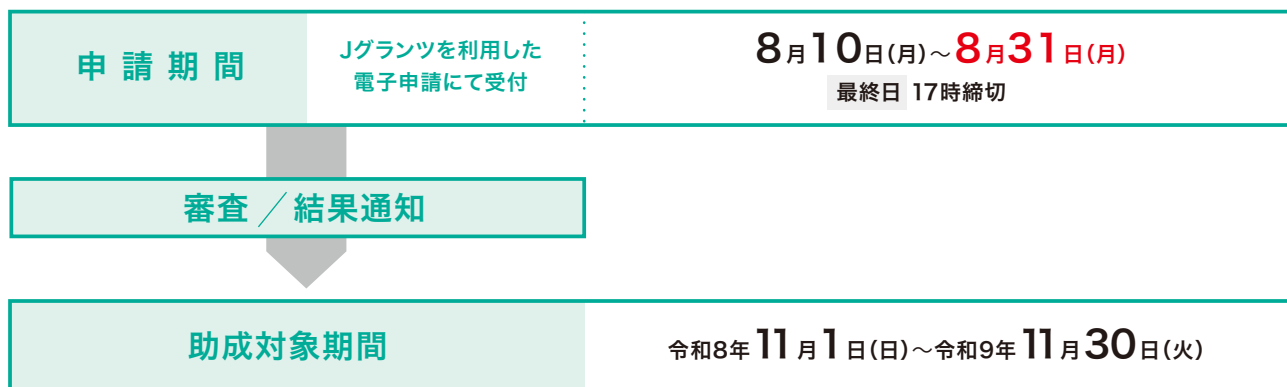 申請期間
Jグランツを利用した
電子申請にて受付
8月10日(月)～8月31日(月)
最終日 17時締切
審査／結果通知
助成対象期間
令和8年11月1日(日)～令和9年11月30日(火)